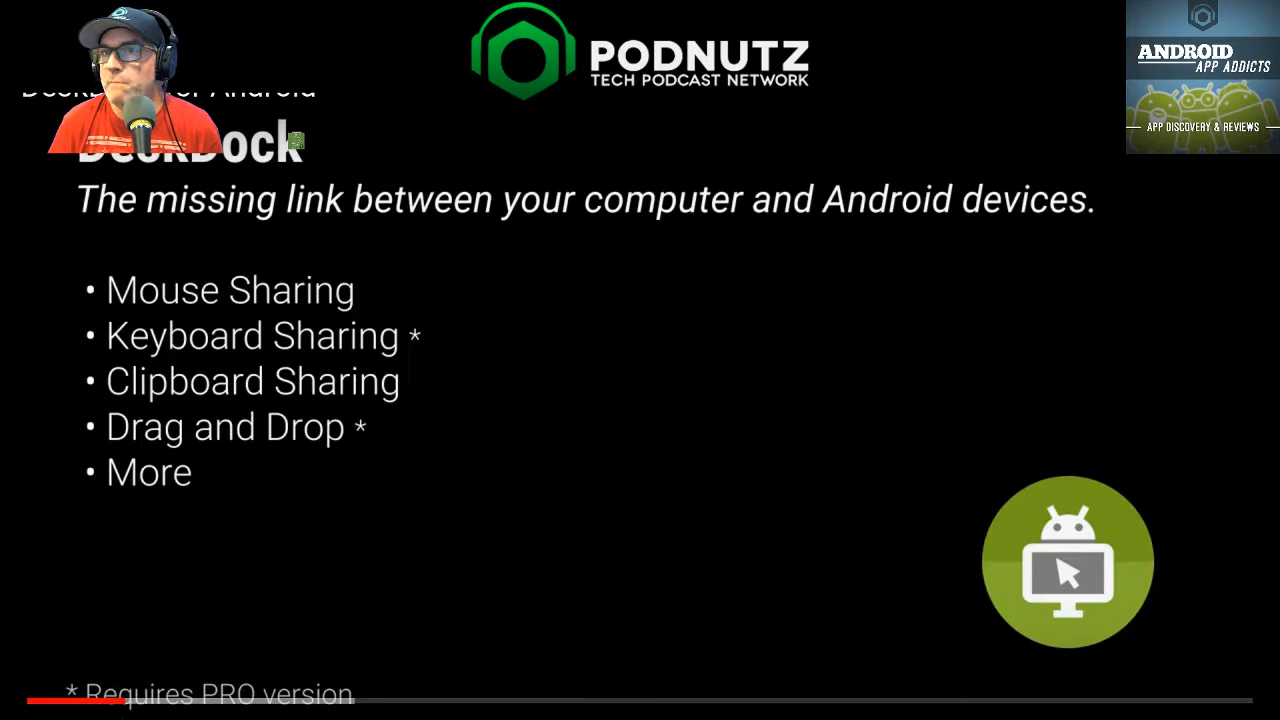 PODNUTZ
TECH PODCAST NETWORK
ANDROID
APP ADDICTS
APP DISCOVERY & REVIEWS
Android
The missing link between your computer and Android devices.
• Mouse Sharing
• Keyboard Sharing *
• Clipboard Sharing
• Drag and Drop *
• More
* Requires PRO version